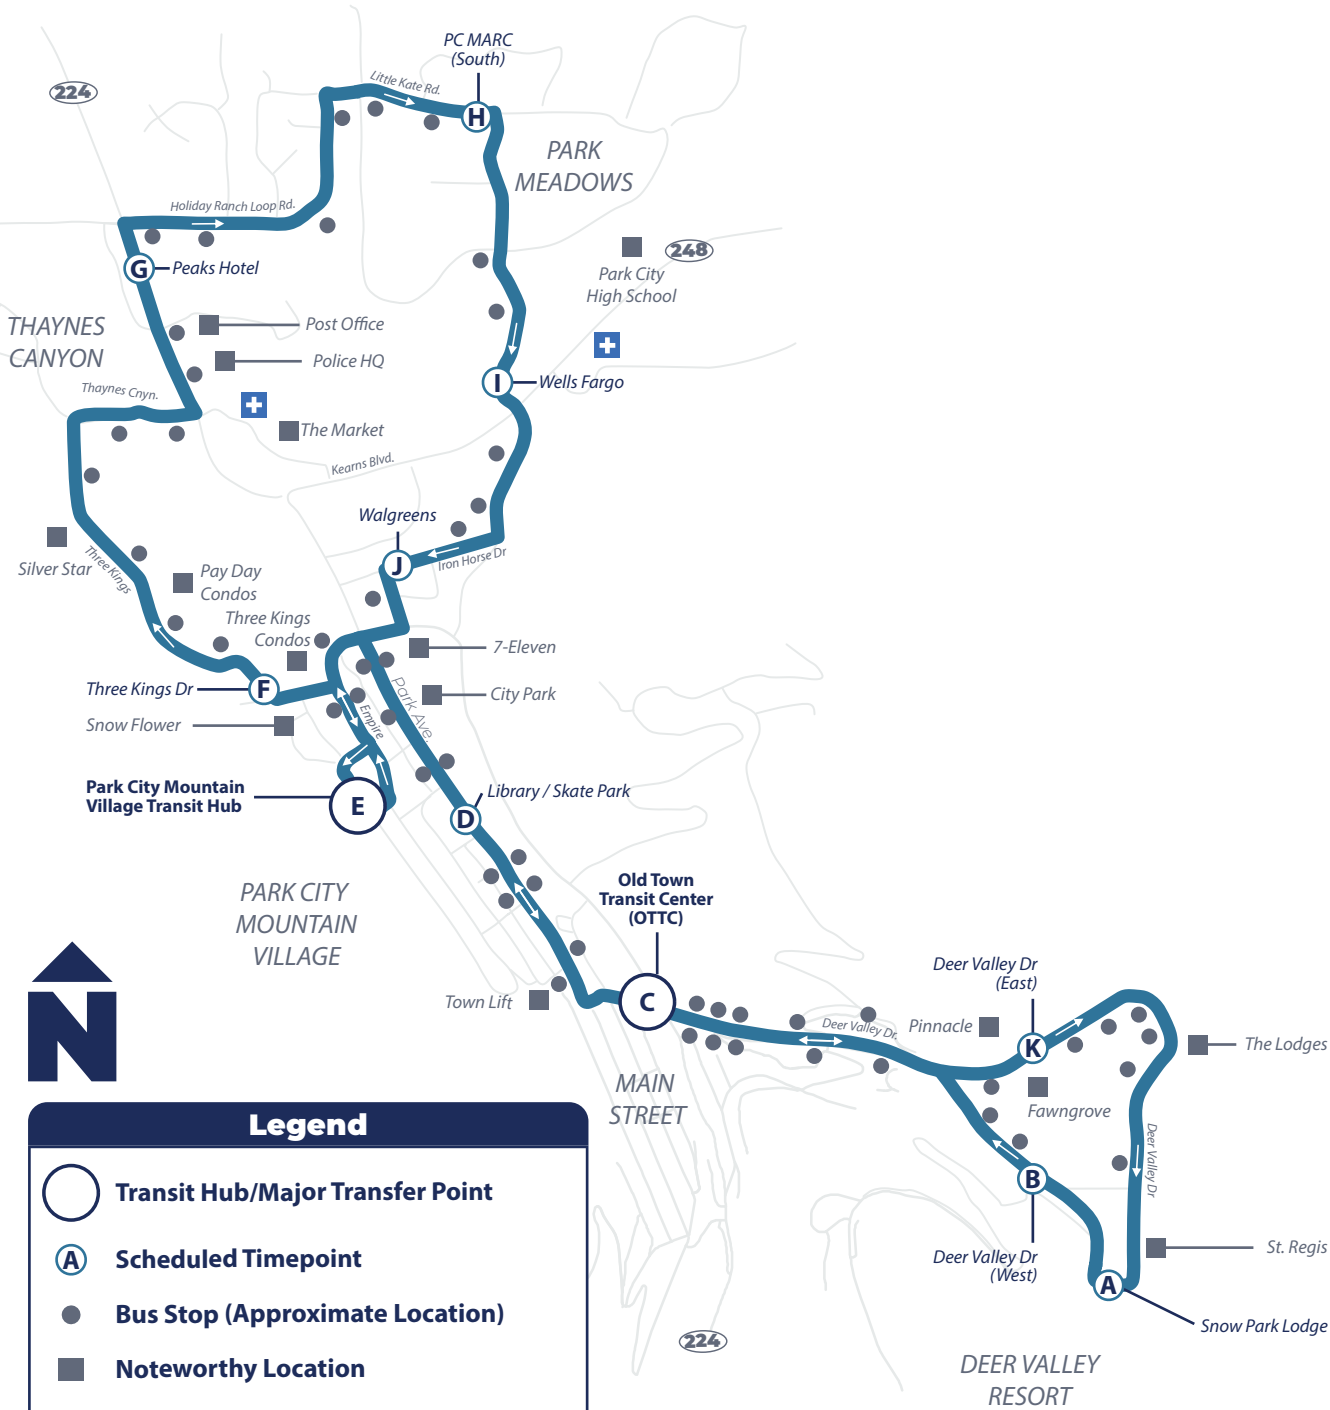 PC MARC
(South)
Little Kate Rd.
224
H
PARK
MEADOWS
Holiday Ranch Loop Rd.
248
Park City
High School
G
Peaks Hotel
THAYNES
CANYON
Post Office
Police HQ
I
Wells Fargo
Thaynes Cnyn.
The Market
Kearns Blvd.
Walgreens
Silver Star
Three Kings
Pay Day
Condos
J
Iron Horse Dr
Three Kings
Condos
7-Eleven
Three Kings Dr
F
City Park
Park Ave.
Snow Flower
Empire
Park City Mountain
Village Transit Hub
E
Library / Skate Park
D
PARK CITY
MOUNTAIN
VILLAGE
Old Town
Transit Center
(OTTC)
Town Lift
C
Deer Valley Dr.
Deer Valley Dr
(East)
Pinnacle
K
The Lodges
Fawngrove
MAIN
STREET
Deer Valley Dr
B
Deer Valley Dr
(West)
St. Regis
A
Snow Park Lodge
224
DEER VALLEY
RESORT
N
Legend
Transit Hub/Major Transfer Point
A
Scheduled Timepoint
Bus Stop (Approximate Location)
Noteworthy Location